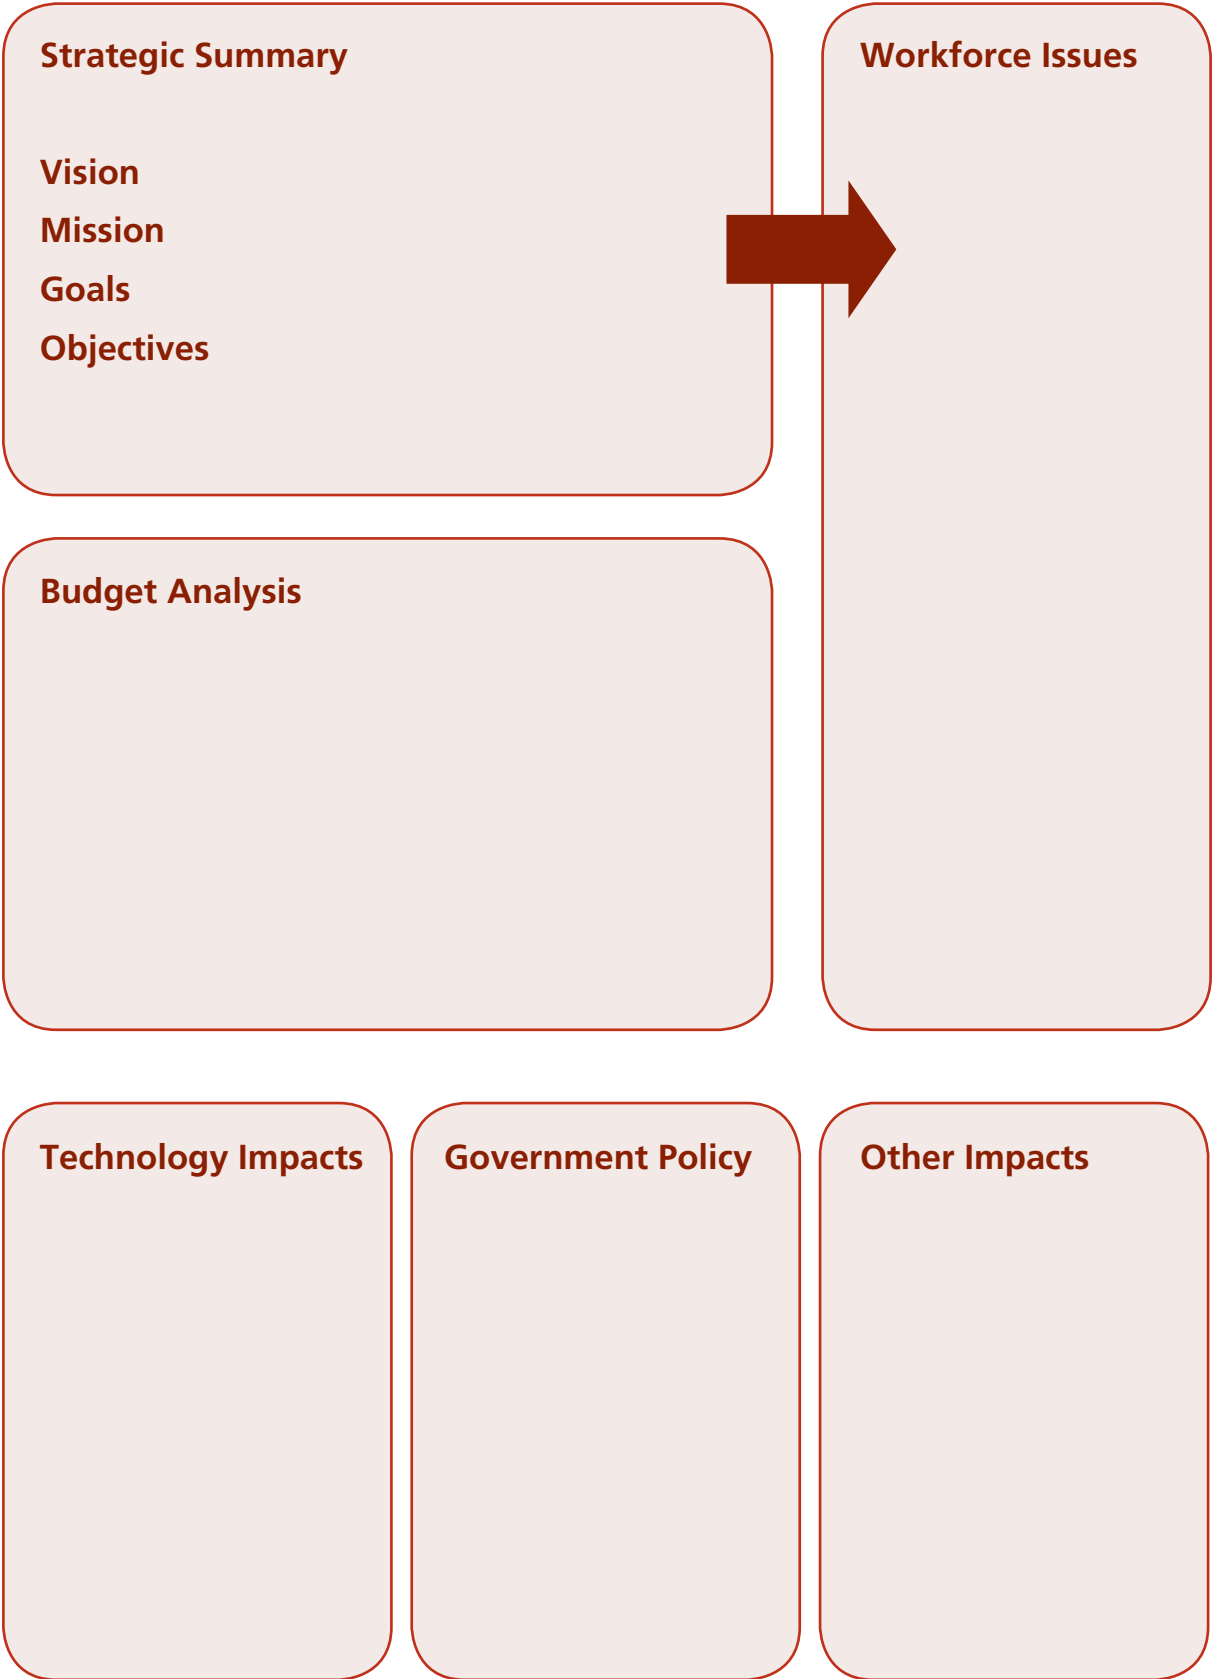 Strategic Summary
Vision
Mission
Goals
Objectives
Workforce Issues
Budget Analysis
Technology Impacts
Government Policy
Other Impacts